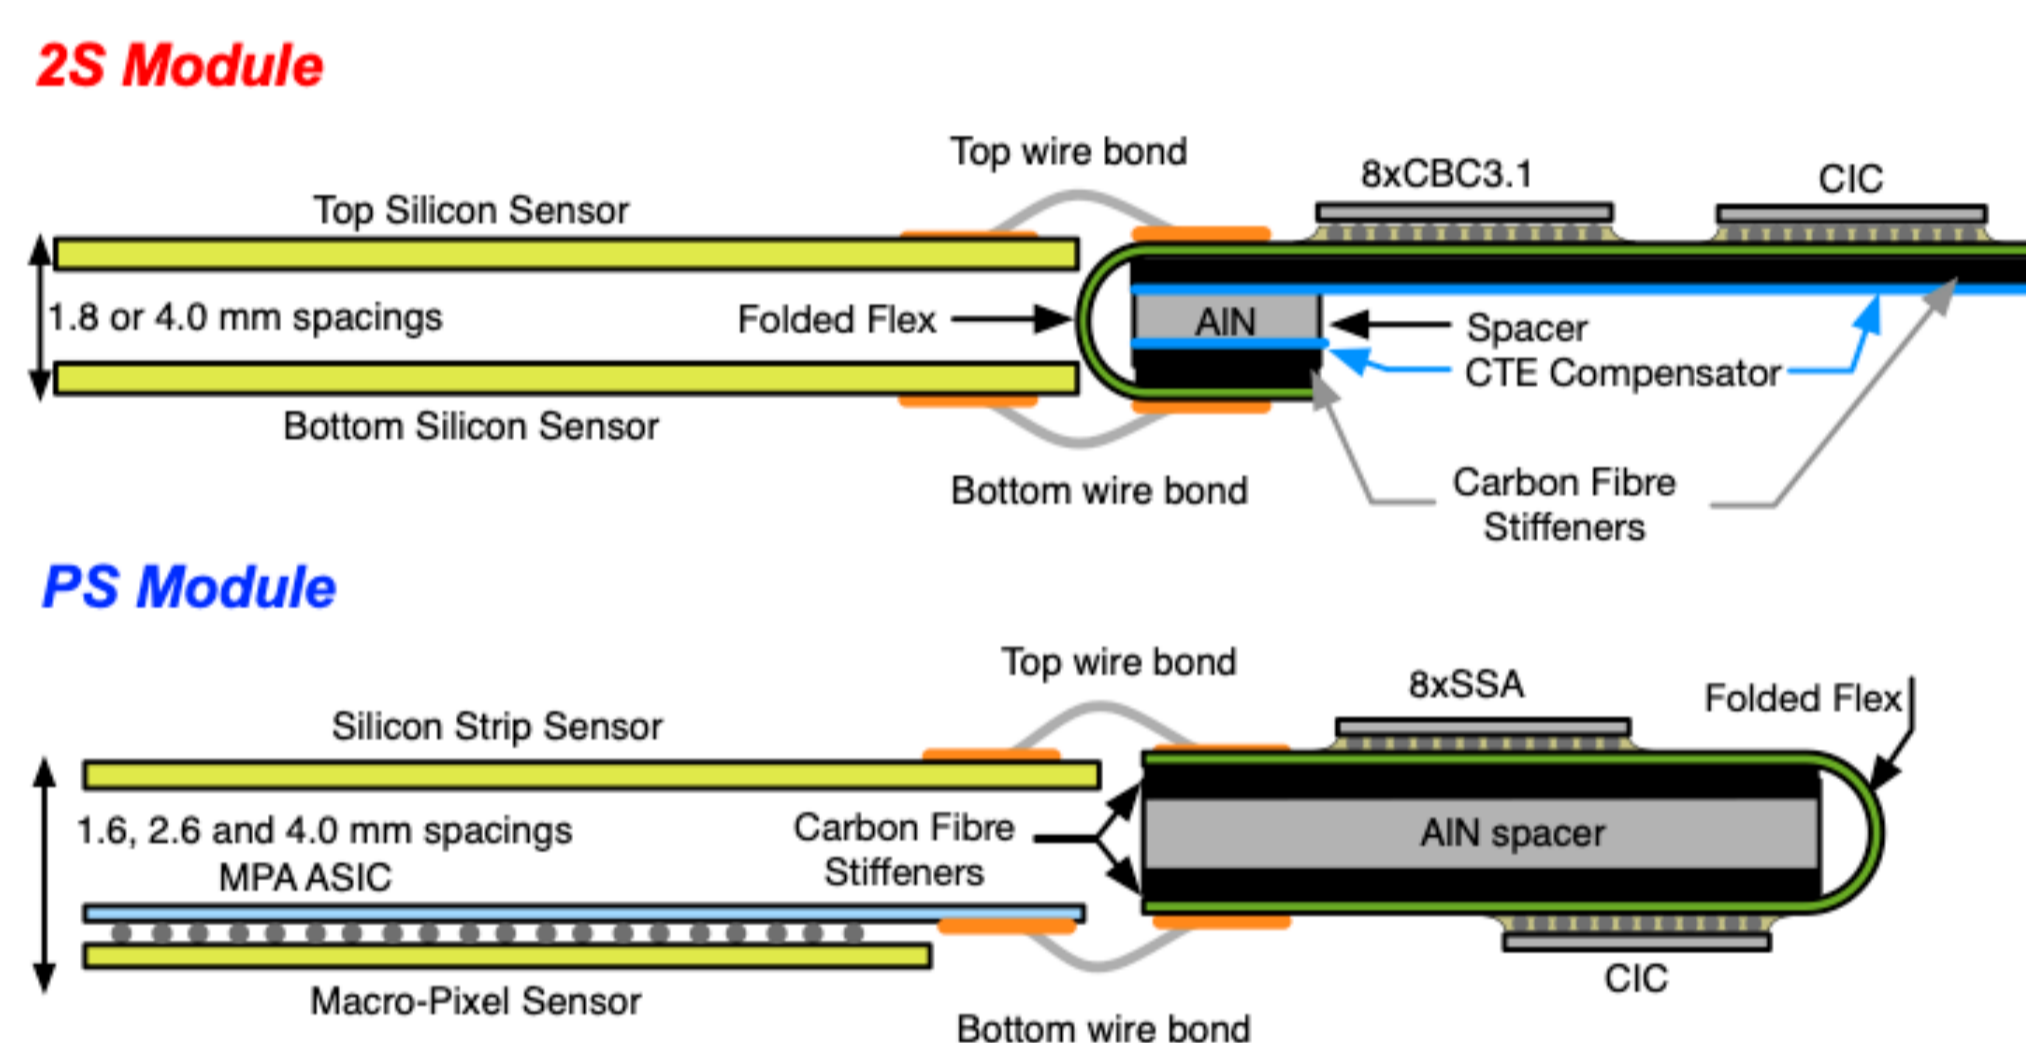 2S Module
Top wire bond
8xCBC3.1
CIC
Top Silicon Sensor
1.8 or 4.0 mm spacings
Folded Flex
AlN
Spacer
CTE Compensator
Bottom Silicon Sensor
Bottom wire bond
Carbon Fibre
Stiffeners
PS Module
Top wire bond
8xSSA
Folded Flex
Silicon Strip Sensor
1.6, 2.6 and 4.0 mm spacings
MPA ASIC
Carbon Fibre
Stiffeners
AlN spacer
Macro-Pixel Sensor
CIC
Bottom wire bond